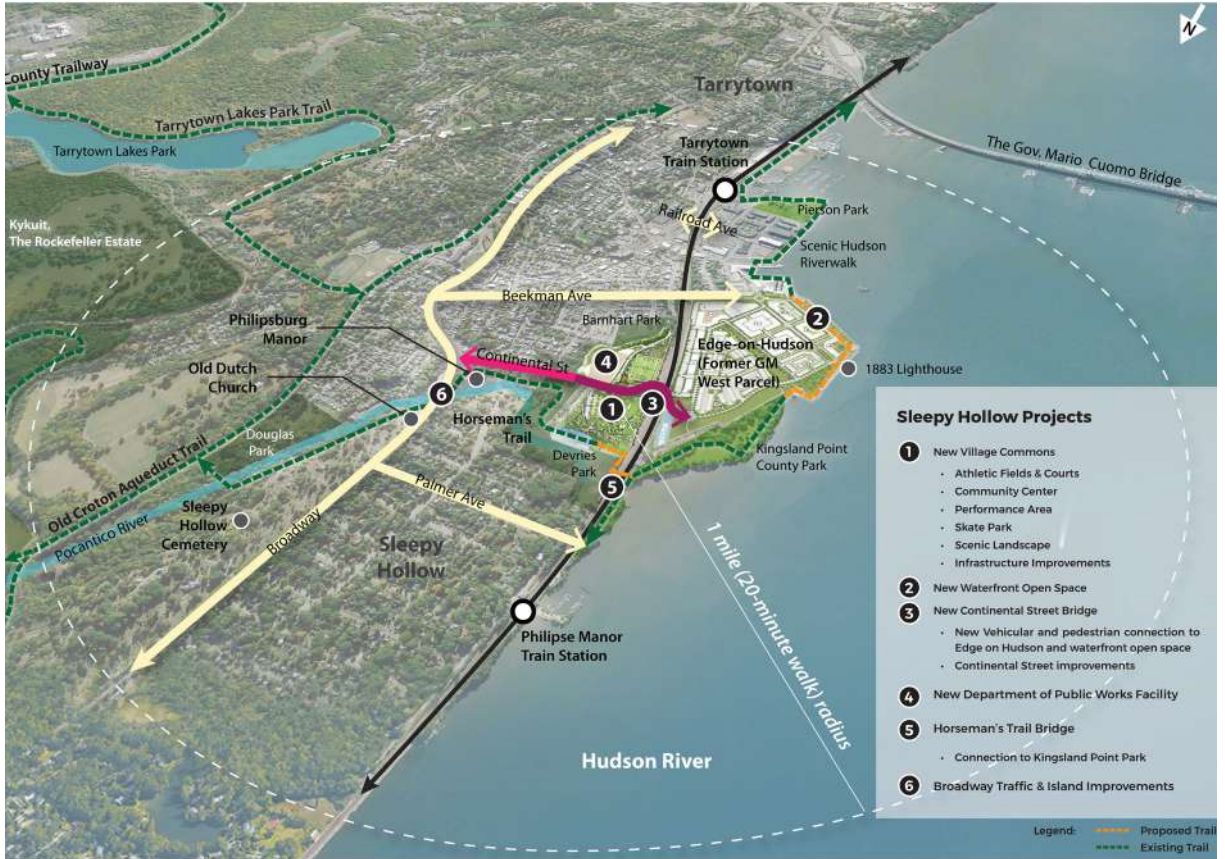 N
County Trailway
Tarrytown
Tarrytown Lakes Park Trail
Tarrytown Lakes Park
Tarrytown
Train Station
The Gov. Mario Cuomo Bridge
Kykuit,
The Rockefeller Estate
Railroad Ave
Pierson Park
Scenic Hudson
Riverwalk
Beekman Ave
Philipsburg
Manor
Barnhart Park
2
Continental St
4
Edge-on-Hudson
(Former GM
West Parcel)
Old Dutch
Church
1883 Lighthouse
6
1
3
Horseman's
Trail
Douglas
Park
Devries
Park
Kingsland Point
County Park
5
Old Croton Aqueduct Trail
Palmer Ave
Pocantico River
Sleepy
Hollow
Cemetery
Broadway
Sleepy
Hollow
1 mile (20-minute walk) radius
Philipse Manor
Train Station
Hudson River
Sleepy Hollow Projects
1 New Village Commons
• Athletic Fields & Courts
• Community Center
• Performance Area
• Skate Park
• Scenic Landscape
• Infrastructure Improvements
2 New Waterfront Open Space
3 New Continental Street Bridge
• New Vehicular and pedestrian connection to
Edge on Hudson and waterfront open space
• Continental Street improvements
4 New Department of Public Works Facility
5 Horseman's Trail Bridge
• Connection to Kingsland Point Park
6 Broadway Traffic & Island Improvements
Legend:
Proposed Trail
Existing Trail